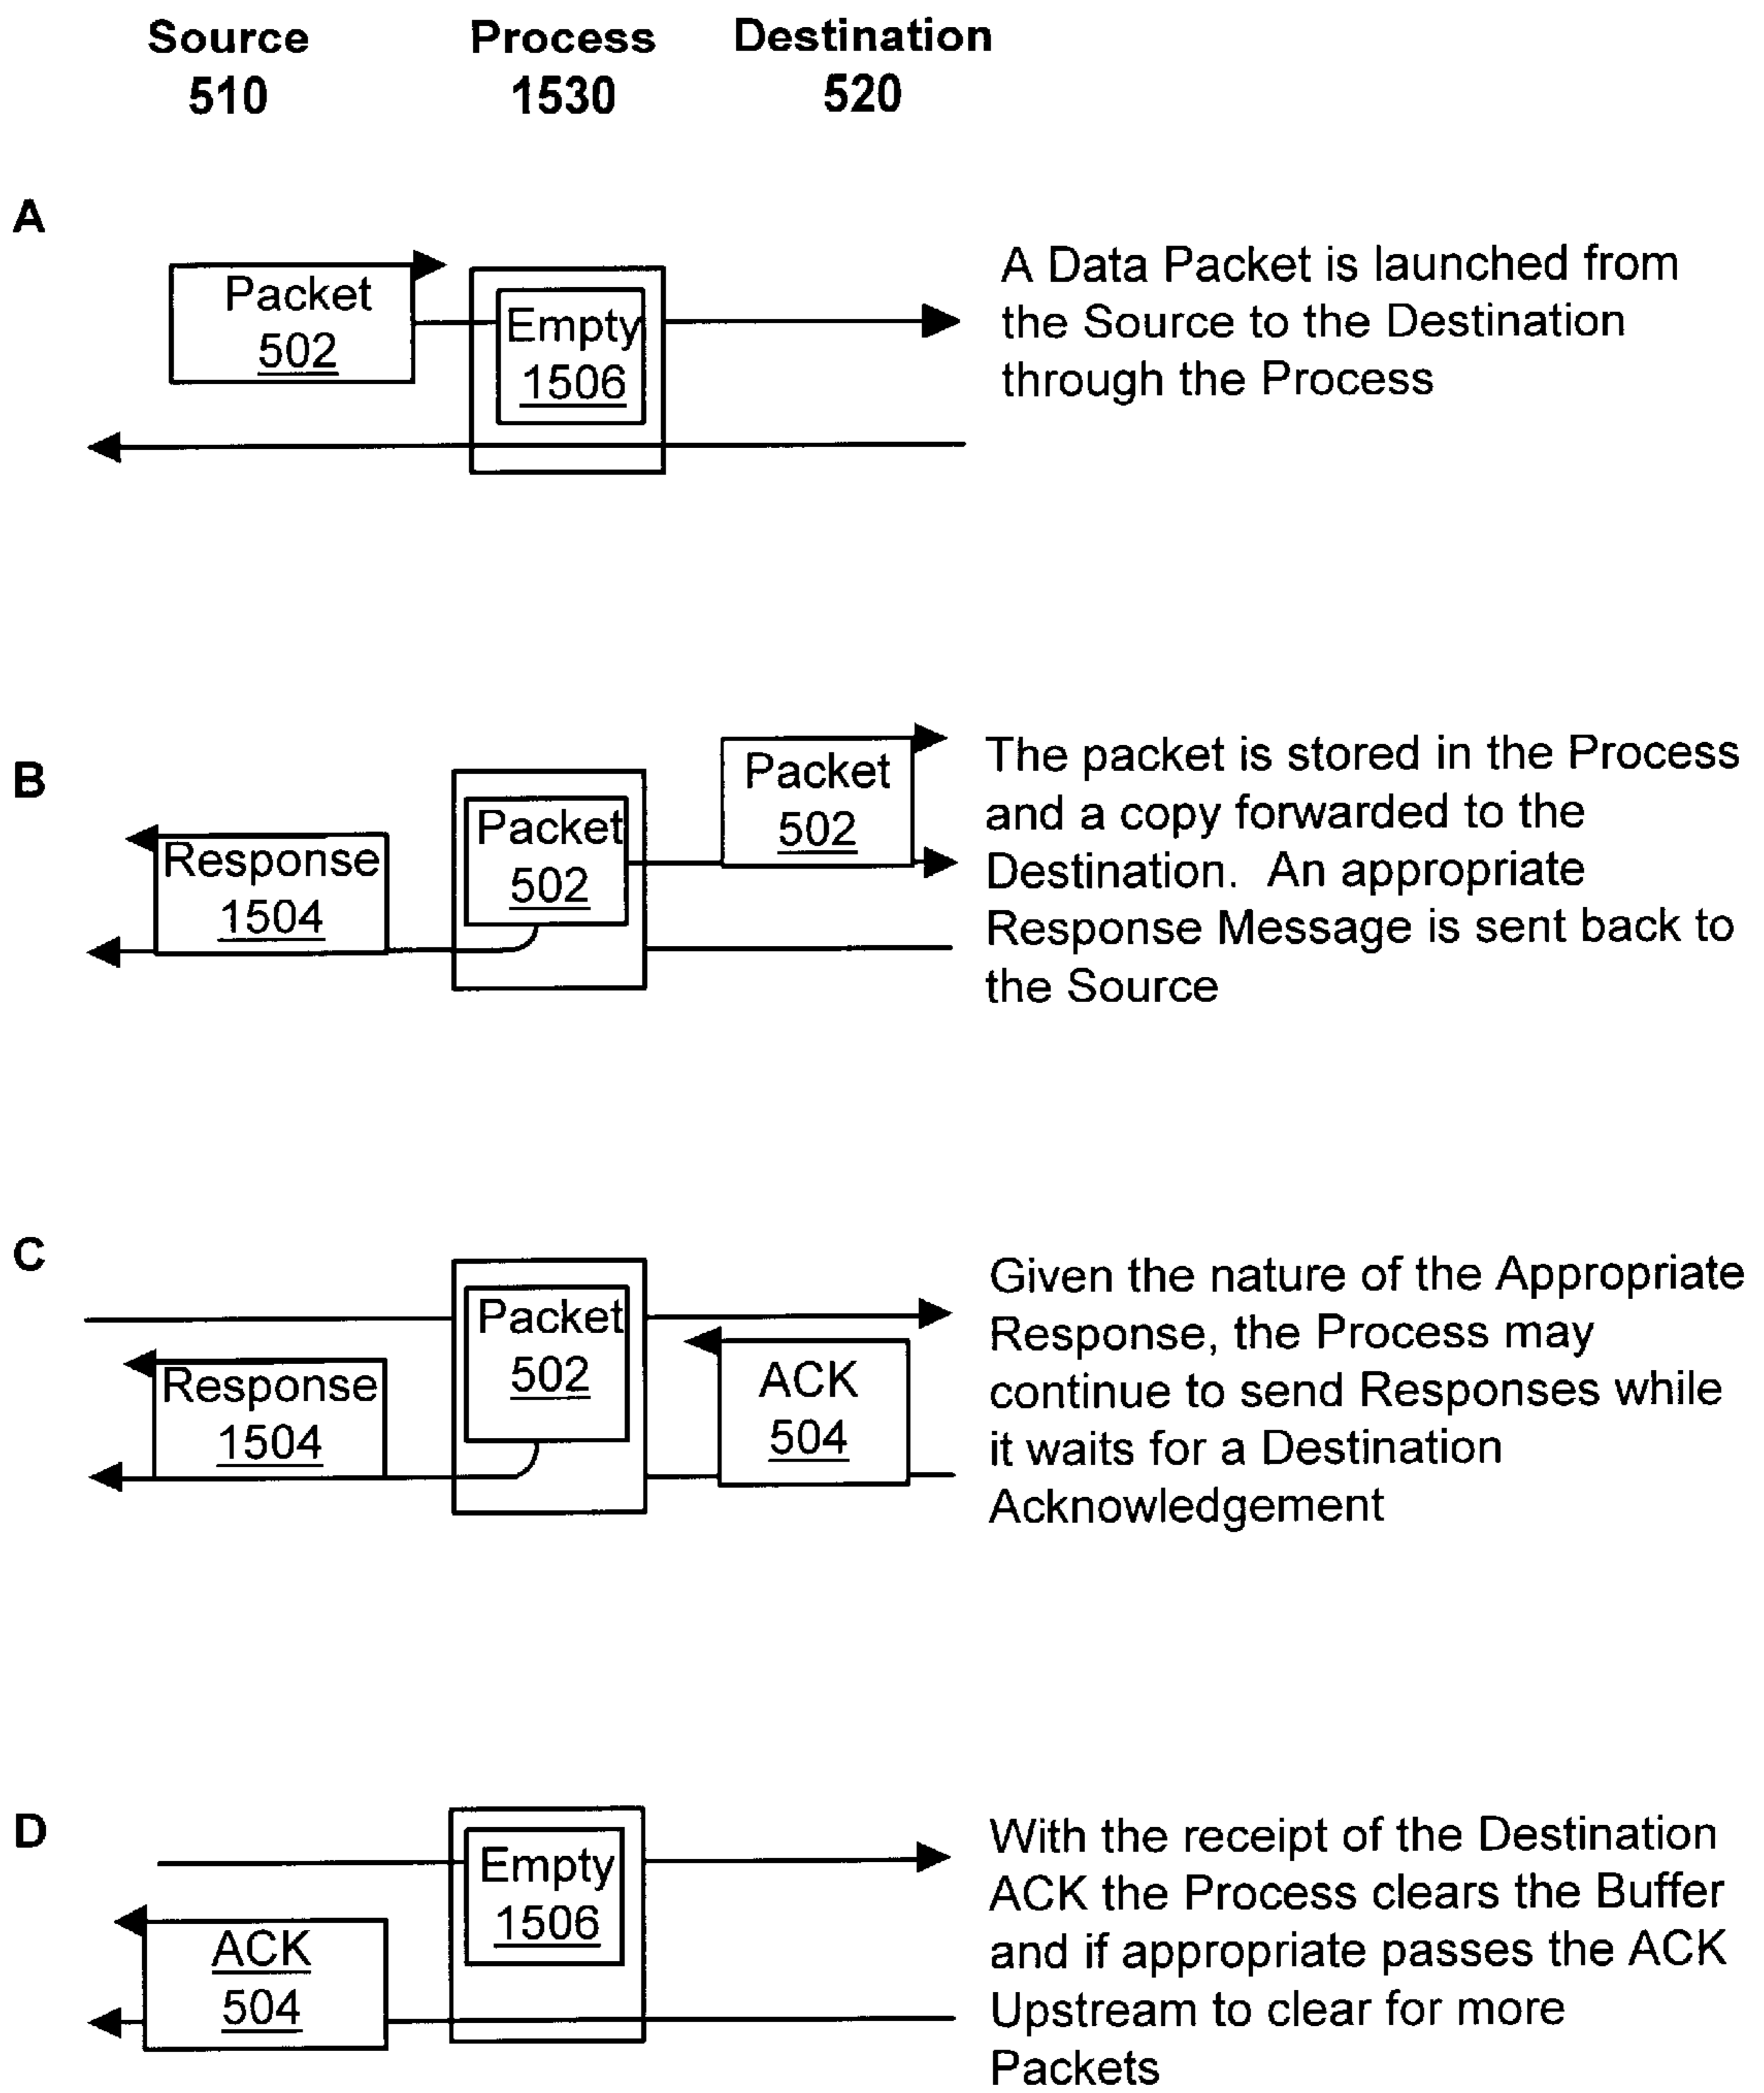 Source Process Destination
510 1530 520
A
Packet
502
Empty
1506
A Data Packet is launched from
the Source to the Destination
through the Process
B
Response
1504
Packet
502
Packet
502
The packet is stored in the Process
and a copy forwarded to the
Destination. An appropriate
Response Message is sent back to
the Source
C
Response
1504
Packet
502
ACK
504
Given the nature of the Appropriate
Response, the Process may
continue to send Responses while
it waits for a Destination
Acknowledgement
D
ACK
504
Empty
1506
With the receipt of the Destination
ACK the Process clears the Buffer
and if appropriate passes the ACK
Upstream to clear for more
Packets